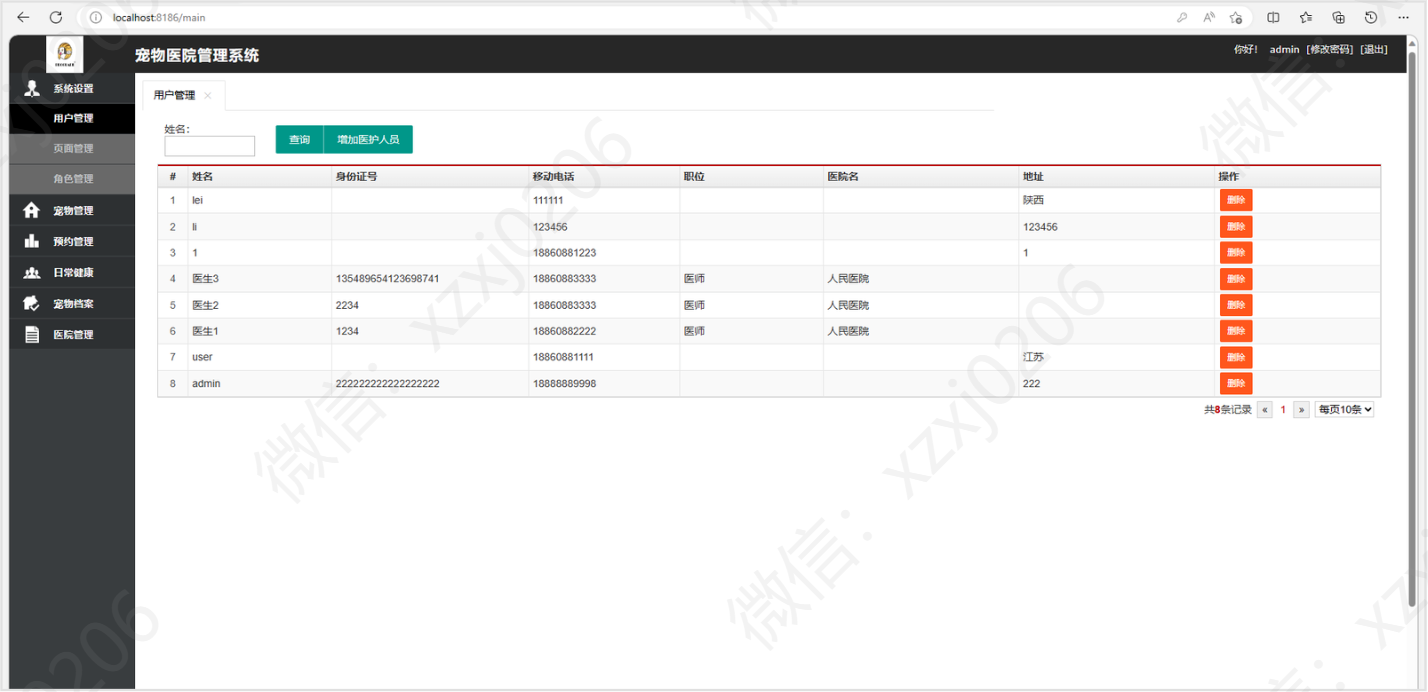 localhost:8186/main
宠物医院管理系统
你好! admin [修改密码] [退出]
系统设置
用户管理
页面管理
角色管理
宠物管理
预约管理
日常健康
宠物档案
医院管理
用户管理 ×
姓名:
查询 增加医护人员
# 姓名 身份证号 移动电话 职位 医院名 地址 操作
1 lei 111111 陕西 删除
2 li 123456 123456 删除
3 1 18860881223 1 删除
4 医生3 135489654123698741 18860883333 医师 人民医院 删除
5 医生2 2234 18860883333 医师 人民医院 删除
6 医生1 1234 18860882222 医师 人民医院 删除
7 user 18860881111 江苏 删除
8 admin 222222222222222222 18888889998 222 删除
共8条记录 « 1 » 每页10条
微信: xzxj0206
微信: xzxj0206
微信:
xzxj0206